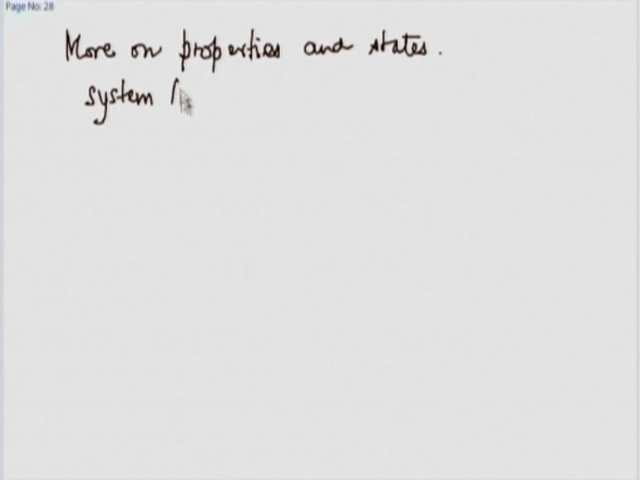 Page No: 28
More on properties and states.
system